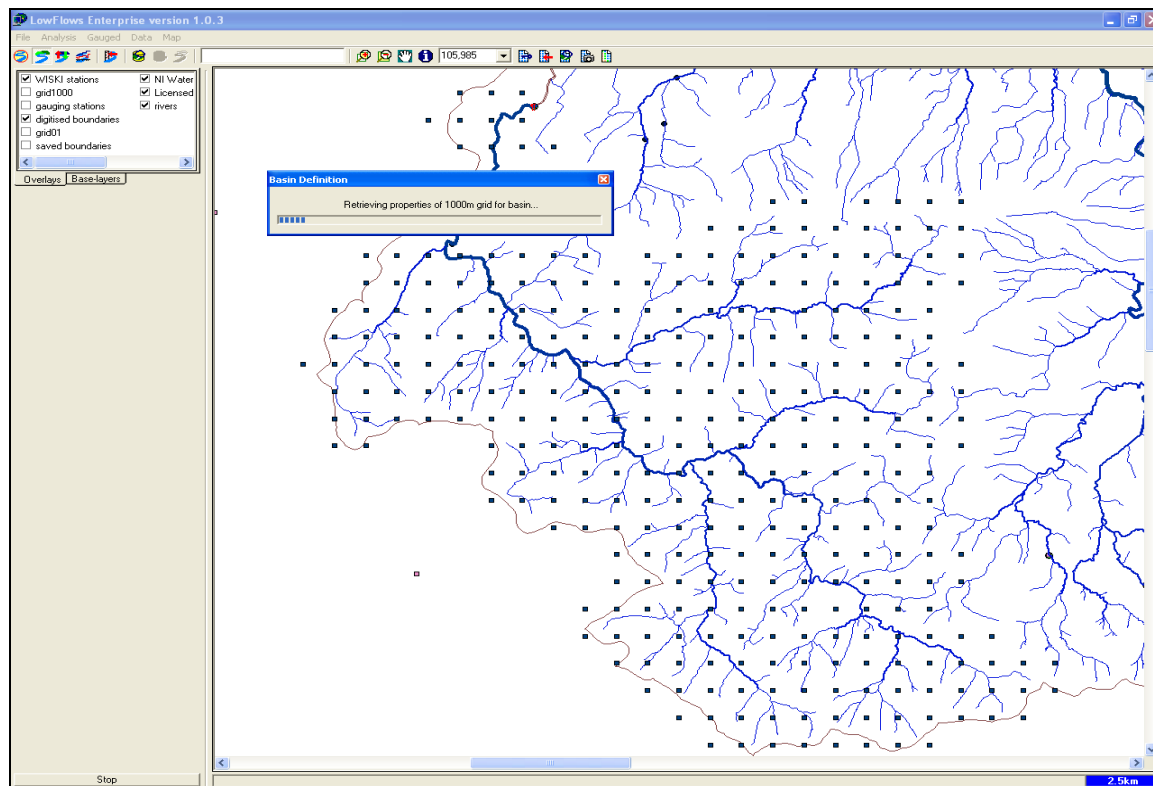 LowFlows Enterprise version 1.0.3
File Analysis Gauged Data Map
105,985
WISKI stations NI Water
grid1000 Licensed
gauging stations rivers
digitised boundaries
grid01
saved boundaries
Overlays Base-layers
Basin Definition
Retrieving properties of 1000m grid for basin...
Stop
2.5km